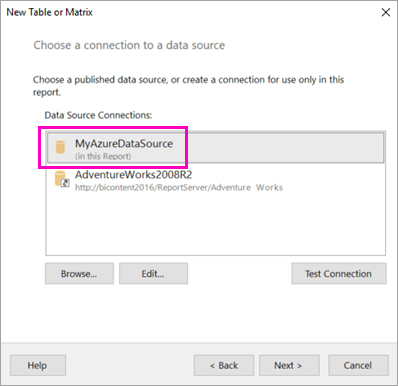 New Table or Matrix
Choose a connection to a data source
Choose a published data source, or create a connection for use only in this
report.
Data Source Connections:
MyAzureDataSource
(in this Report)
AdventureWorks2008R2
http://bicontent2016/ReportServer/Adventure Works
Browse... Edit... Test Connection
Help < Back Next > Cancel